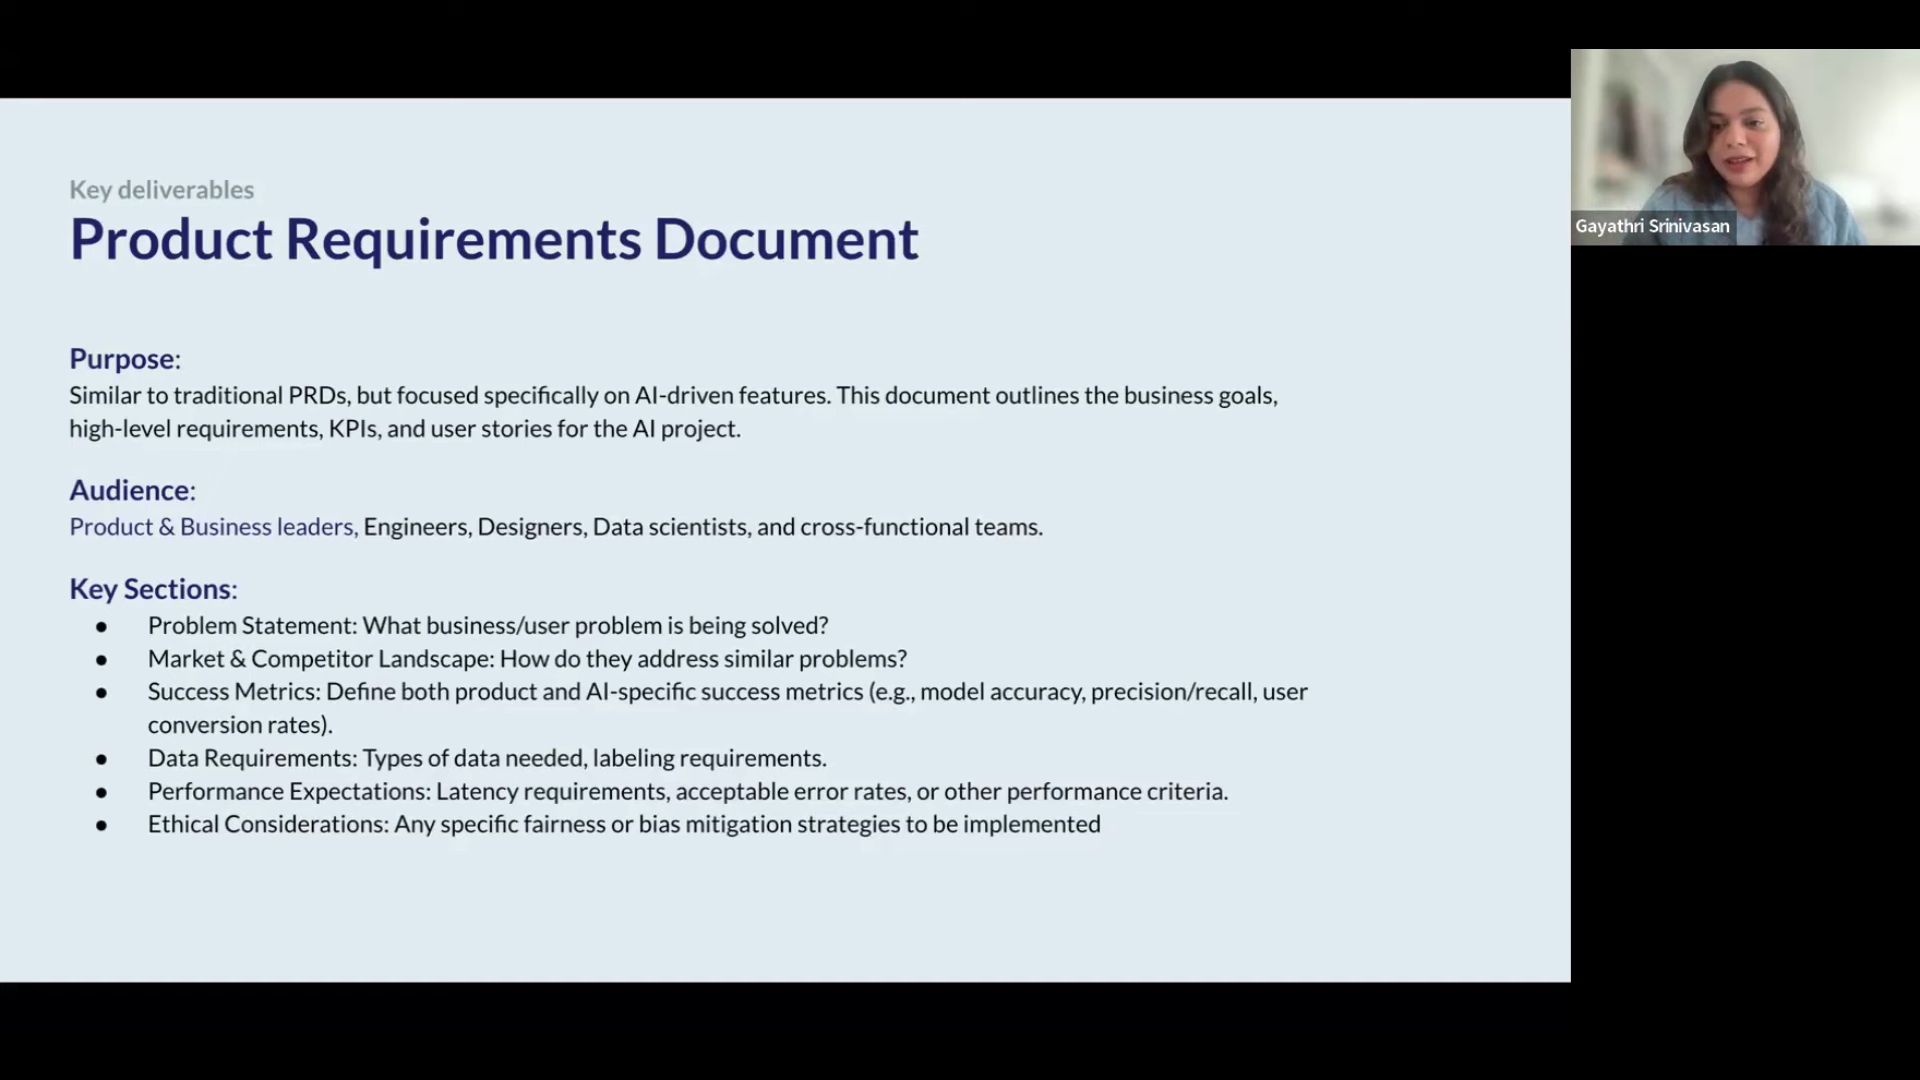 Key deliverables
Product Requirements Document
Purpose:
Similar to traditional PRDs, but focused specifically on AI-driven features. This document outlines the business goals,
high-level requirements, KPIs, and user stories for the AI project.
Audience:
Product & Business leaders, Engineers, Designers, Data scientists, and cross-functional teams.
Key Sections:
● Problem Statement: What business/user problem is being solved?
● Market & Competitor Landscape: How do they address similar problems?
● Success Metrics: Define both product and AI-specific success metrics (e.g., model accuracy, precision/recall, user
conversion rates).
● Data Requirements: Types of data needed, labeling requirements.
● Performance Expectations: Latency requirements, acceptable error rates, or other performance criteria.
● Ethical Considerations: Any specific fairness or bias mitigation strategies to be implemented
Gayathri Srinivasan